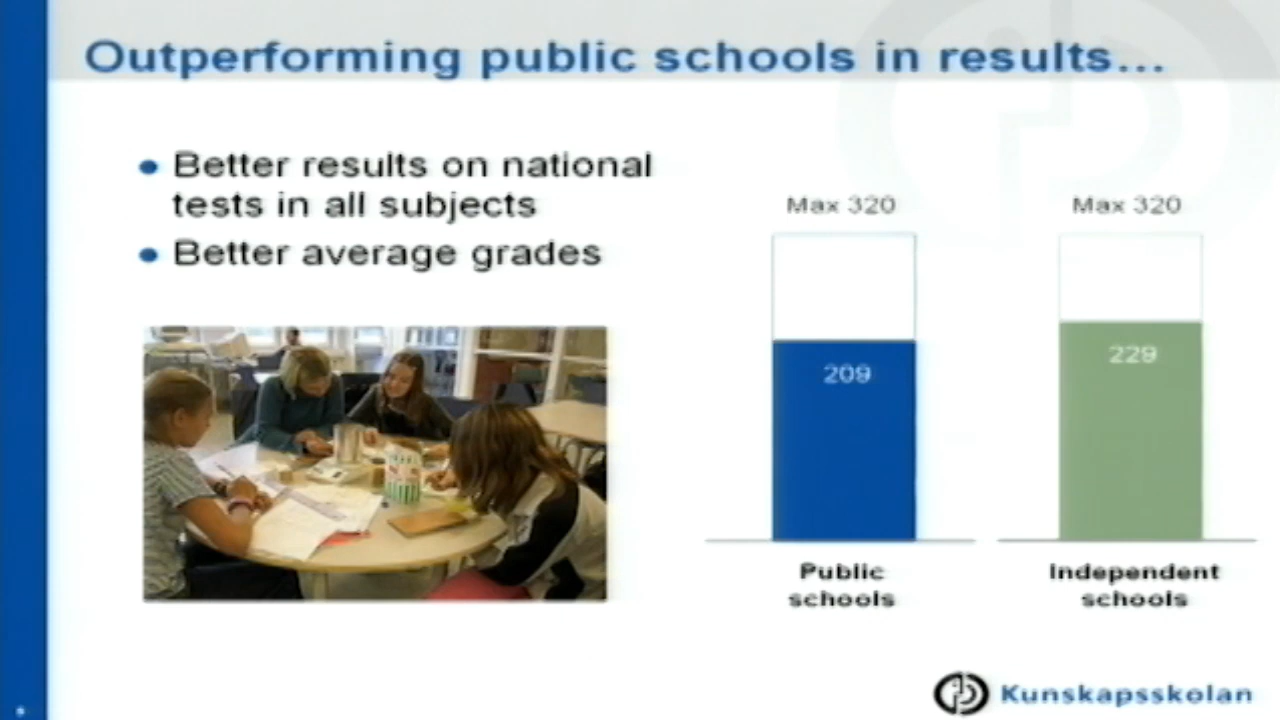 Outperforming public schools in results...
Better results on national
tests in all subjects
Better average grades
Max 320
Max 320
209
229
Public
schools
Independent
schools
Kunskapsskolan